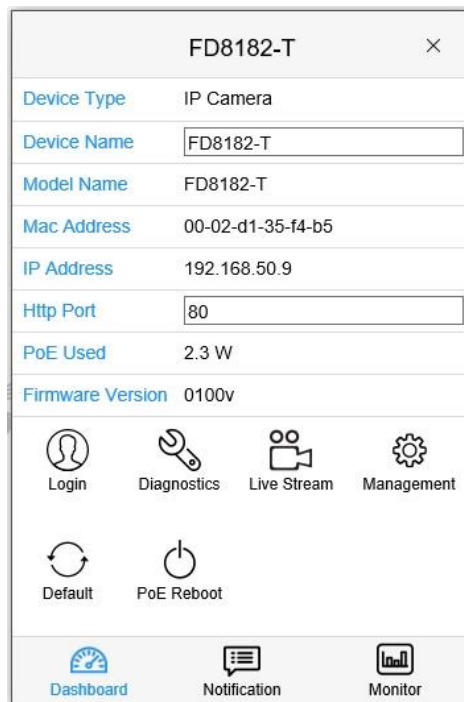 FD8182-T ×
Device Type IP Camera
Device Name FD8182-T
Model Name FD8182-T
Mac Address 00-02-d1-35-f4-b5
IP Address 192.168.50.9
Http Port 80
PoE Used 2.3 W
Firmware Version 0100v
Login Diagnostics Live Stream Management
Default PoE Reboot
Dashboard Notification Monitor